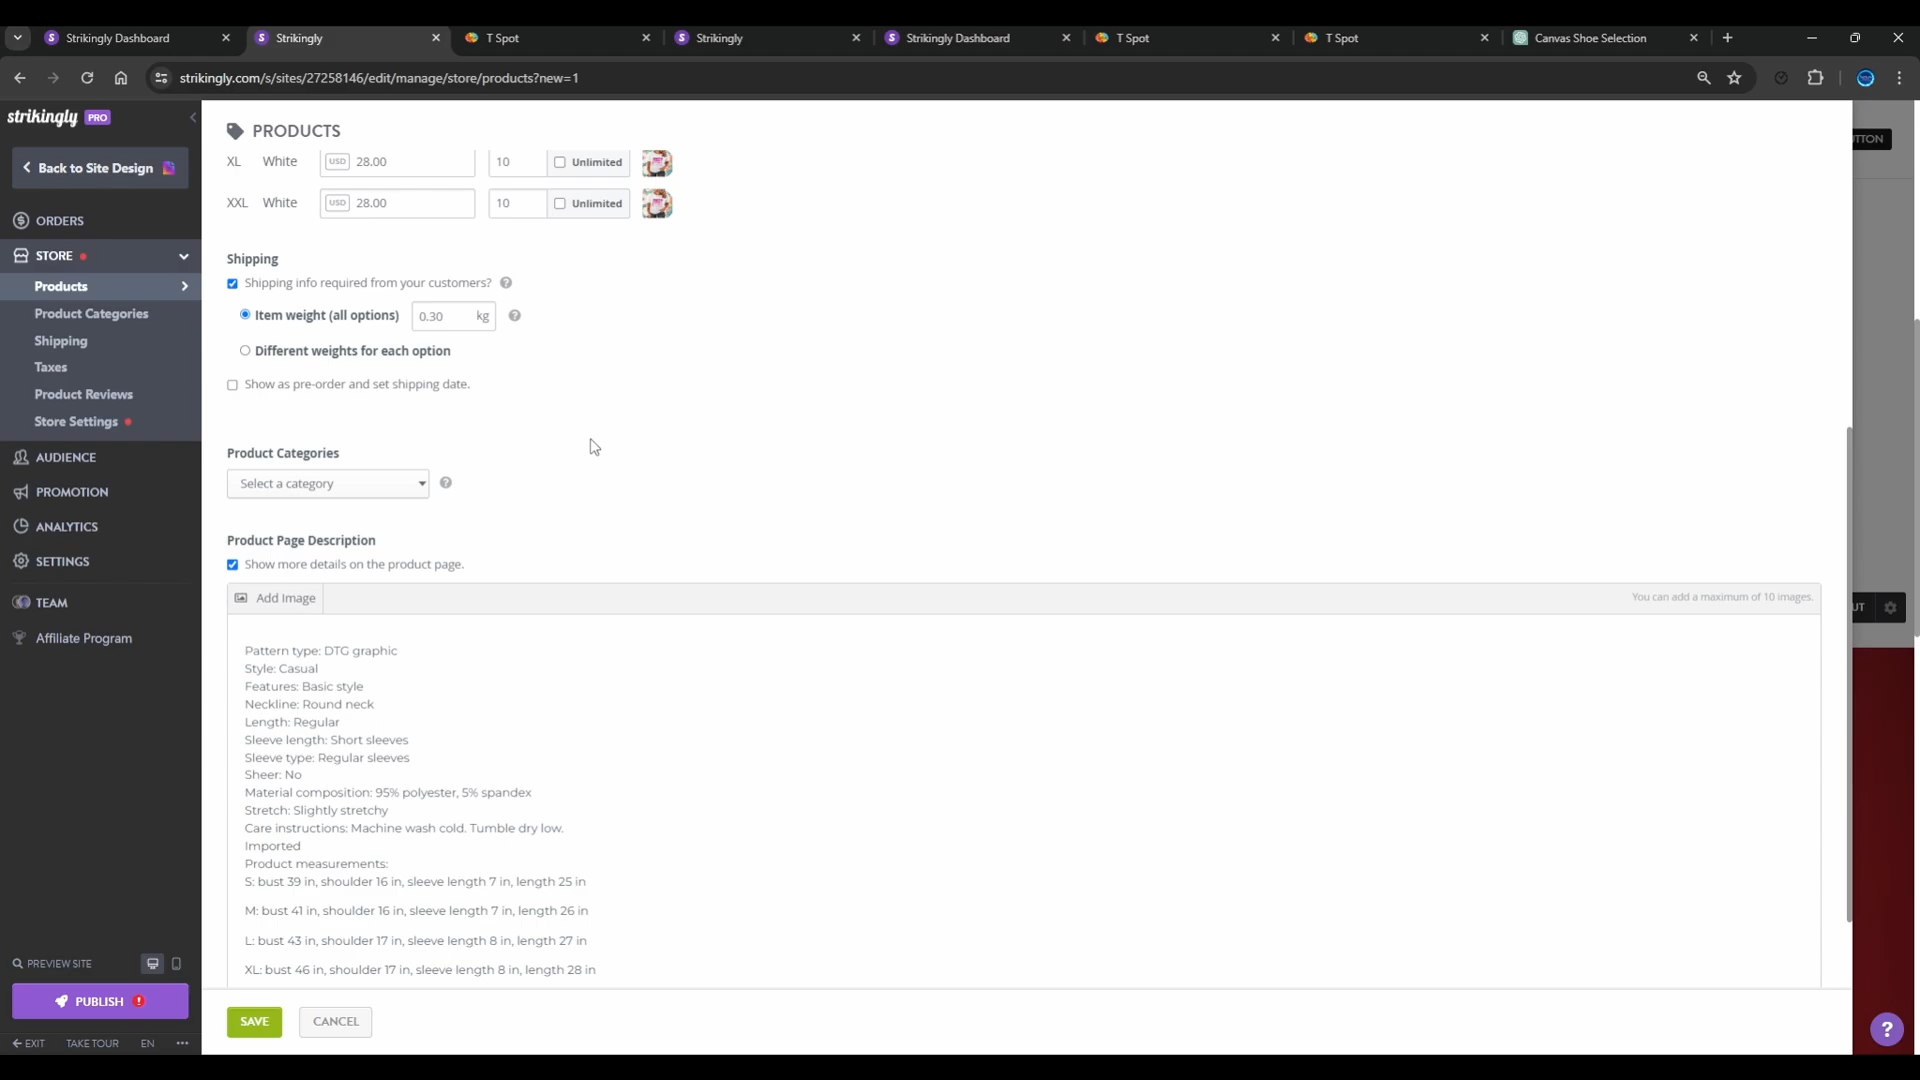 Strikingly Dashboard
Strikingly
T Spot
Strikingly
Strikingly Dashboard
T Spot
T Spot
Canvas Shoe Selection
strikingly.com/s/sites/27258146/edit/manage/store/products?new=1
strikingly PRO
Back to Site Design
ORDERS
STORE
Products
Product Categories
Shipping
Taxes
Product Reviews
Store Settings
AUDIENCE
PROMOTION
ANALYTICS
SETTINGS
TEAM
Affiliate Program
PREVIEW SITE
PUBLISH !
EXIT TAKE TOUR EN
PRODUCTS
XL White USD 28.00 10 Unlimited
XXL White USD 28.00 10 Unlimited
Shipping
Shipping info required from your customers? ?
Item weight (all options) 0.30 kg ?
Different weights for each option
Show as pre-order and set shipping date.
Product Categories
Select a category ?
Product Page Description
Show more details on the product page.
Add Image You can add a maximum of 10 images.
Pattern type: DTG graphic
Style: Casual
Features: Basic style
Neckline: Round neck
Length: Regular
Sleeve length: Short sleeves
Sleeve type: Regular sleeves
Sheer: No
Material composition: 95% polyester, 5% spandex
Stretch: Slightly stretchy
Care instructions: Machine wash cold. Tumble dry low.
Imported
Product measurements:
S: bust 39 in, shoulder 16 in, sleeve length 7 in, length 25 in
M: bust 41 in, shoulder 16 in, sleeve length 7 in, length 26 in
L: bust 43 in, shoulder 17 in, sleeve length 8 in, length 27 in
XL: bust 46 in, shoulder 17 in, sleeve length 8 in, length 28 in
SAVE CANCEL
UTTON
UT
?